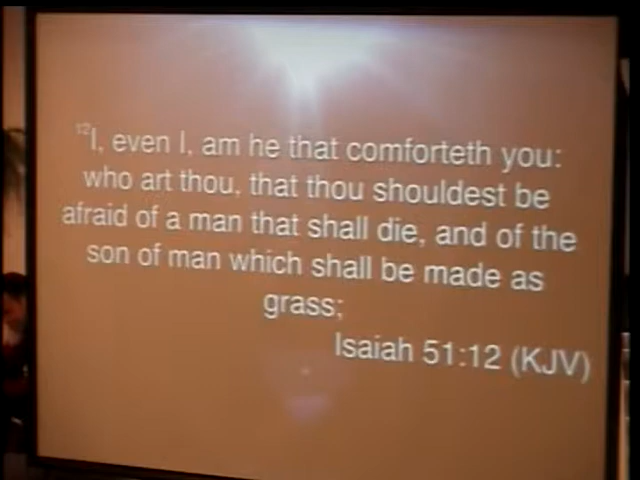 12I, even I, am he that comforteth you:
who art thou, that thou shouldest be
afraid of a man that shall die, and of the
son of man which shall be made as
grass;
Isaiah 51:12 (KJV)